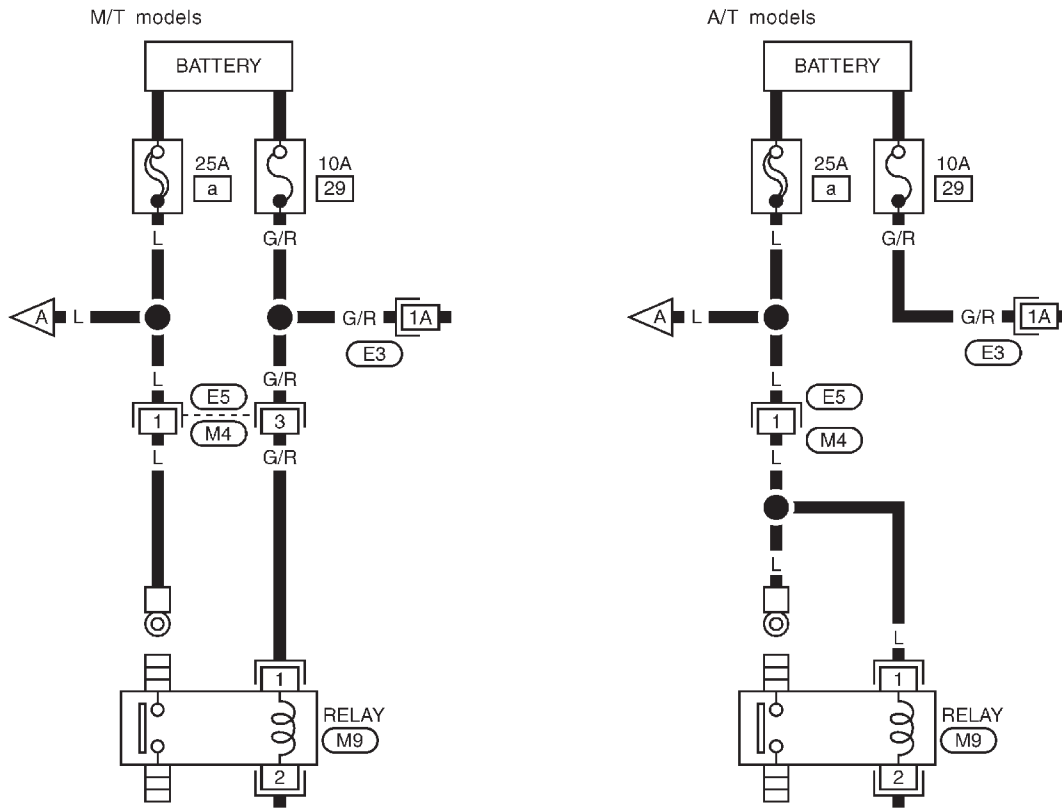 M/T models
A/T models
BATTERY
BATTERY
25A
a
10A
29
25A
a
10A
29
L
G/R
L
G/R
A
L
G/R
1A
E3
A
L
G/R
1A
E3
L
G/R
L
1
E5
M4
3
1
E5
M4
L
G/R
L
L
L
1
RELAY
M9
2
1
RELAY
M9
2